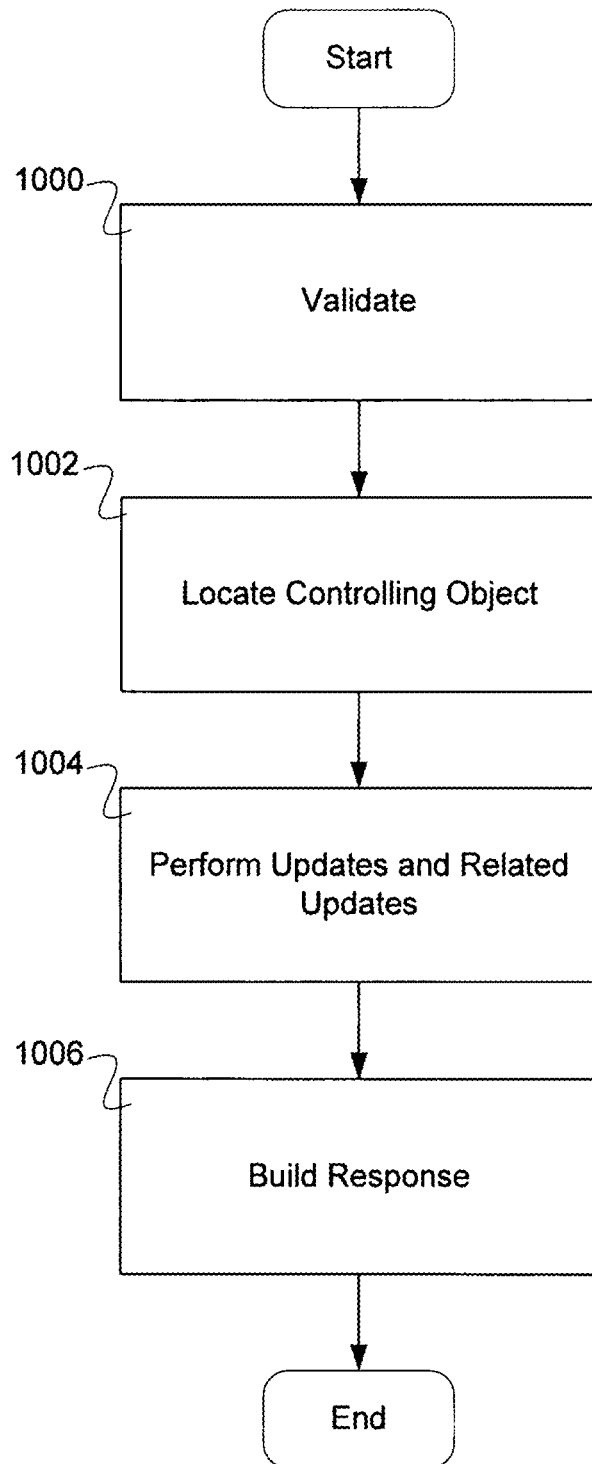 Start
1000
Validate
1002
Locate Controlling Object
1004
Perform Updates and Related
Updates
1006
Build Response
End